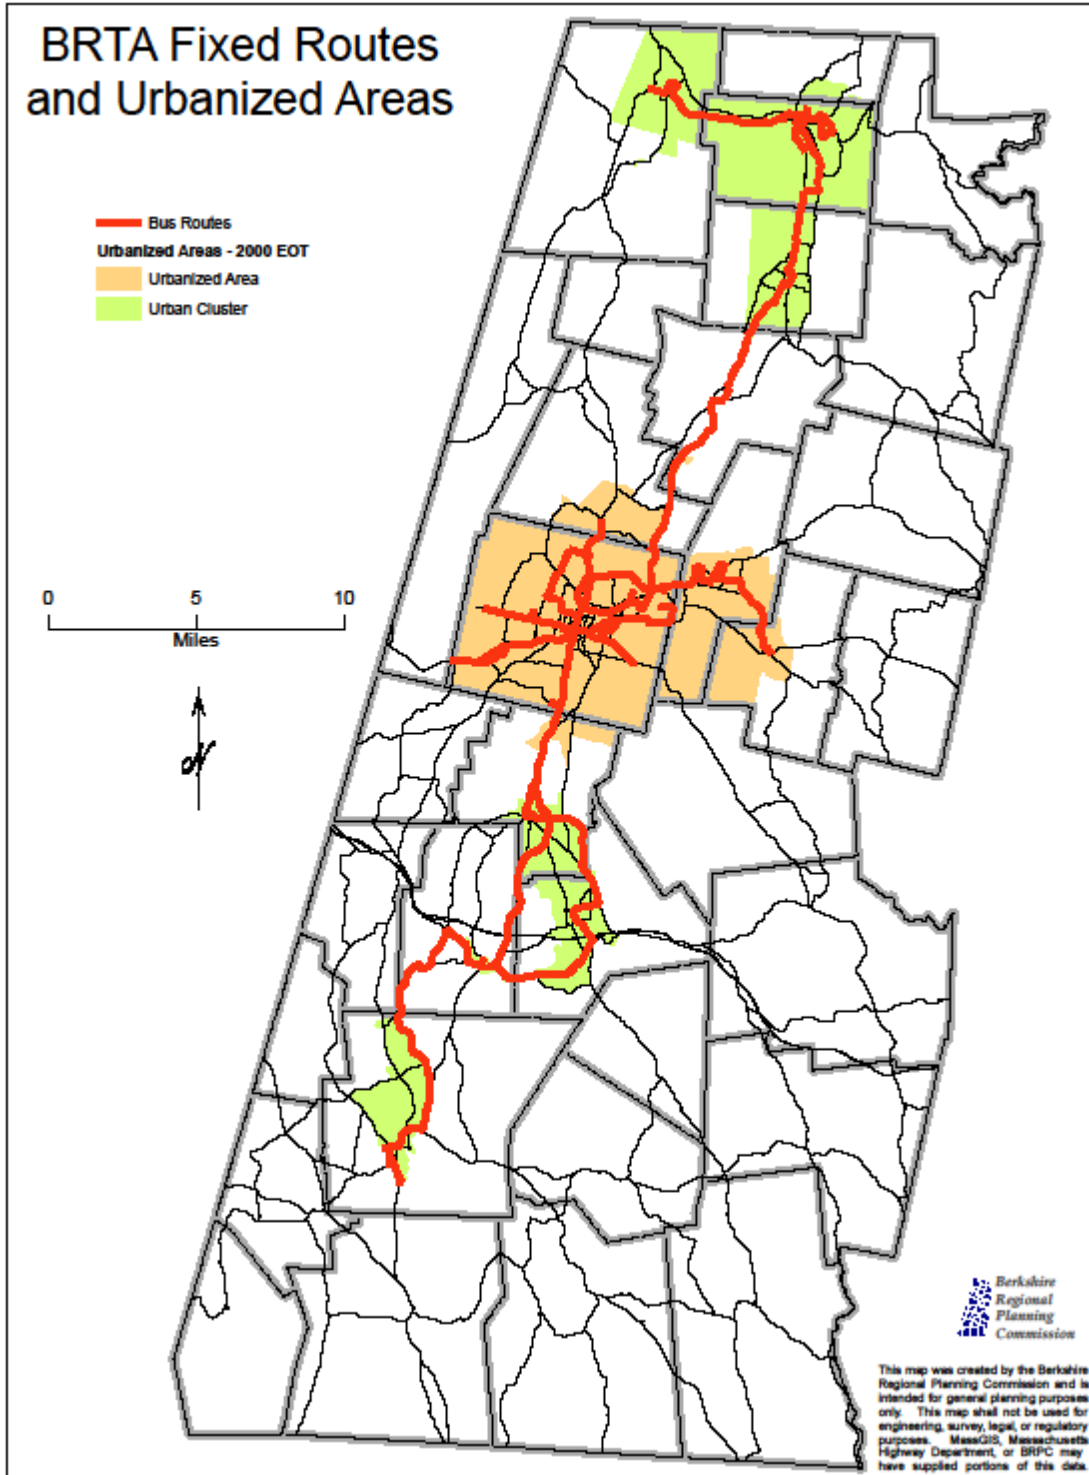 BRTA Fixed Routes
and Urbanized Areas
Bus Routes
Urbanized Areas - 2000 EOT
Urbanized Area
Urban Cluster
0 5 10
Miles
N
Berkshire
Regional
Planning
Commission
This map was created by the Berkshire
Regional Planning Commission and is
intended for general planning purposes
only. This map shall not be used for
engineering, survey, legal, or regulatory
purposes. MassGIS, Massachusetts
Highway Department, or BRPC may
have supplied portions of this data